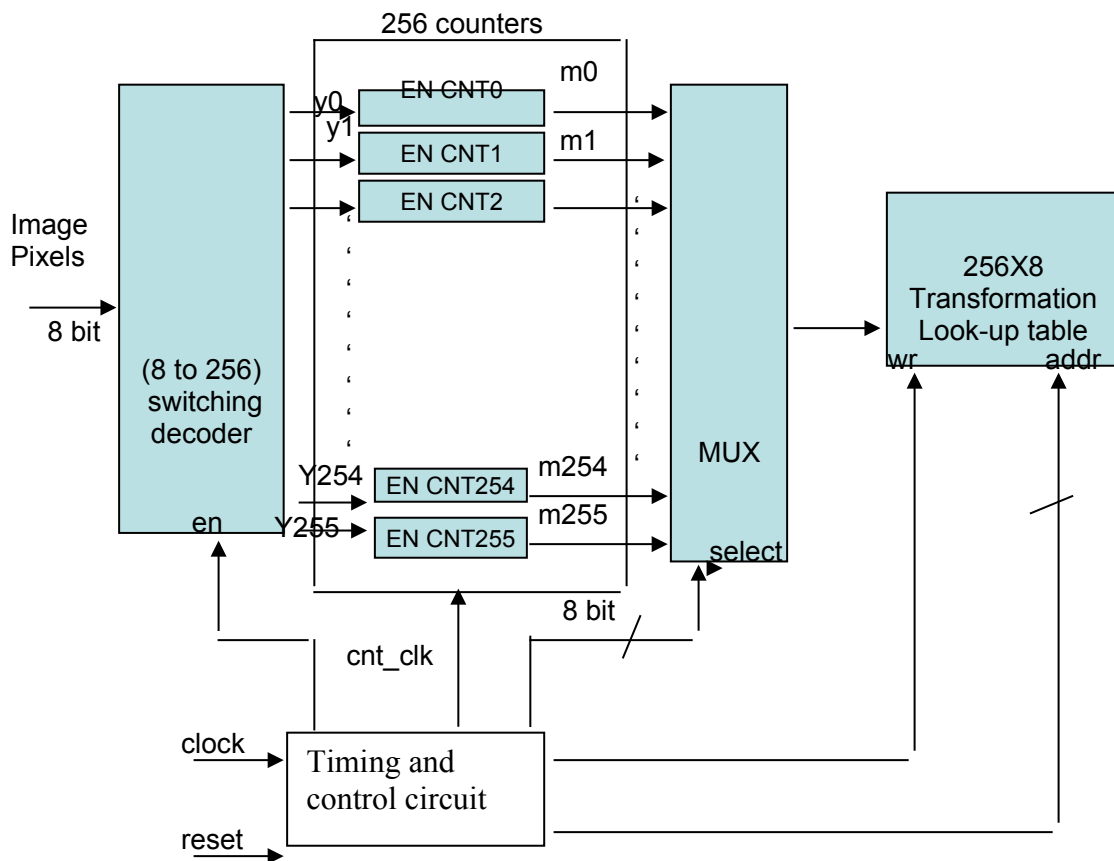 256 counters
EN CNT0
m0
y0
y1
EN CNT1
m1
EN CNT2
Image
Pixels
8 bit
(8 to 256)
switching
decoder
en
Y254
EN CNT254
m254
Y255
EN CNT255
m255
MUX
select
256X8
Transformation
Look-up table
wr
addr
8 bit
cnt_clk
clock
Timing and
control circuit
reset